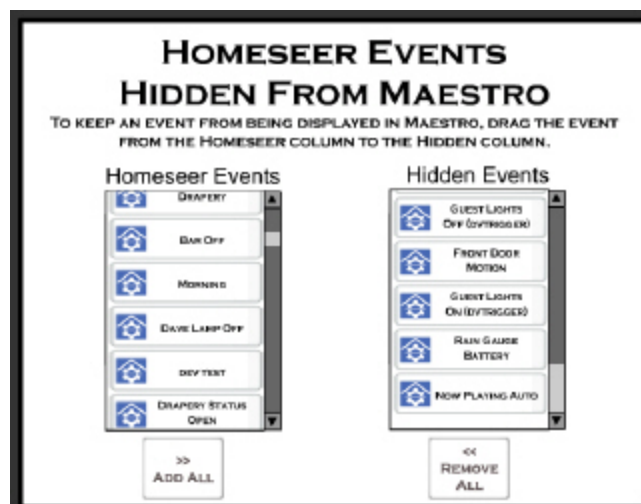 Homeseer Events
Hidden From Maestro
To keep an event from being displayed in Maestro, drag the event
from the Homeseer column to the Hidden column.
Homeseer Events
Drapery
Bar Off
Morning
Dave Lamp Off
dev test
Drapery Status
Open
>>
Add All
Hidden Events
Guest Lights
Off (dvtrigger)
Front Door
Motion
Guest Lights
On (dvtrigger)
Rain Gauge
Battery
Now Playing Auto
<<
Remove
All